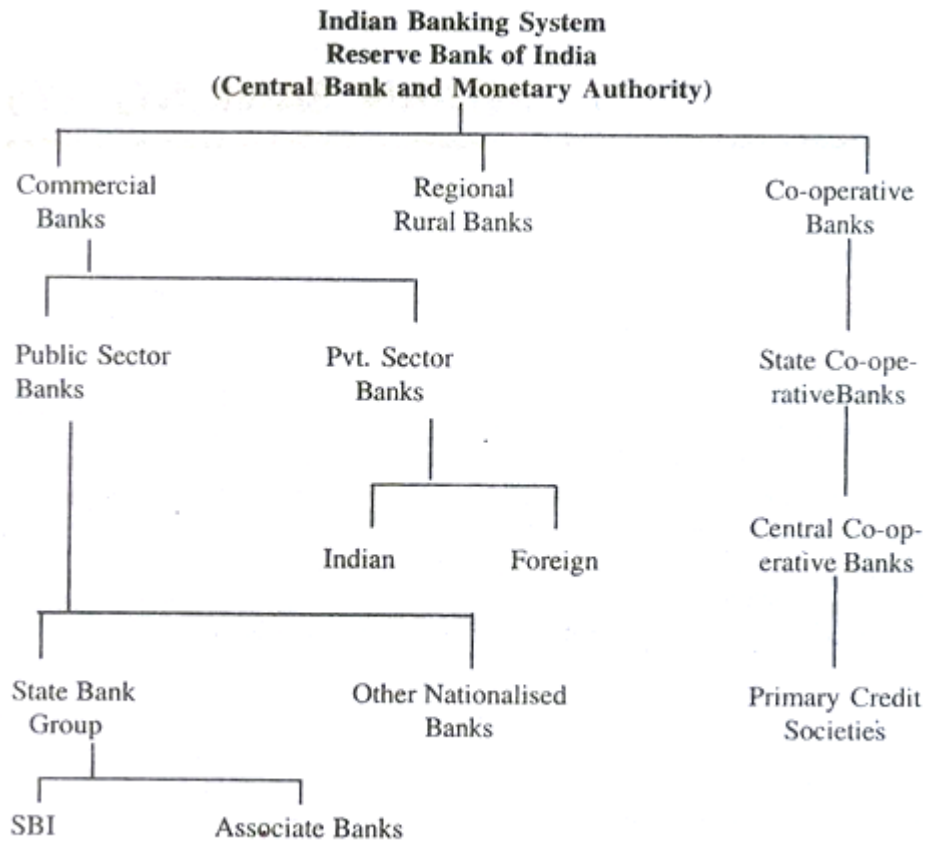 Indian Banking System
Reserve Bank of India
(Central Bank and Monetary Authority)
Commercial
Banks
Regional
Rural Banks
Co-operative
Banks
Public Sector
Banks
Pvt. Sector
Banks
State Co-ope-
rativeBanks
Indian
Foreign
Central Co-op-
erative Banks
State Bank
Group
Other Nationalised
Banks
Primary Credit
Societies
SBI
Associate Banks